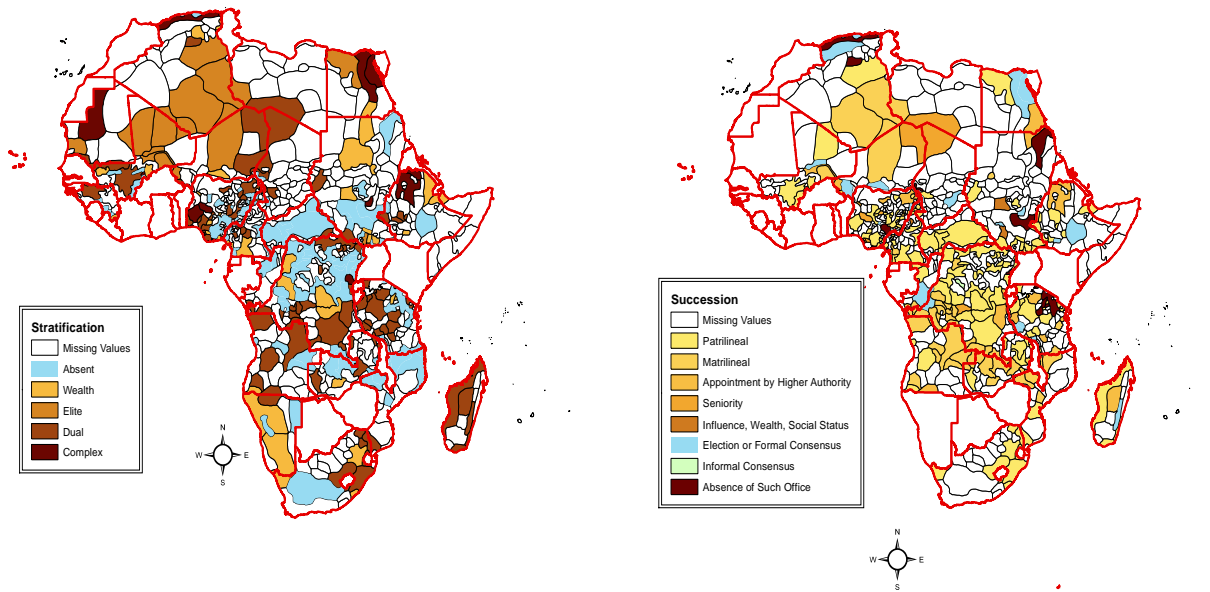 Stratification
Missing Values
Absent
Wealth
Elite
Dual
Complex
N
W
E
S
Succession
Missing Values
Patrilineal
Matrilineal
Appointment by Higher Authority
Seniority
Influence, Wealth, Social Status
Election or Formal Consensus
Informal Consensus
Absence of Such Office
N
W
E
S